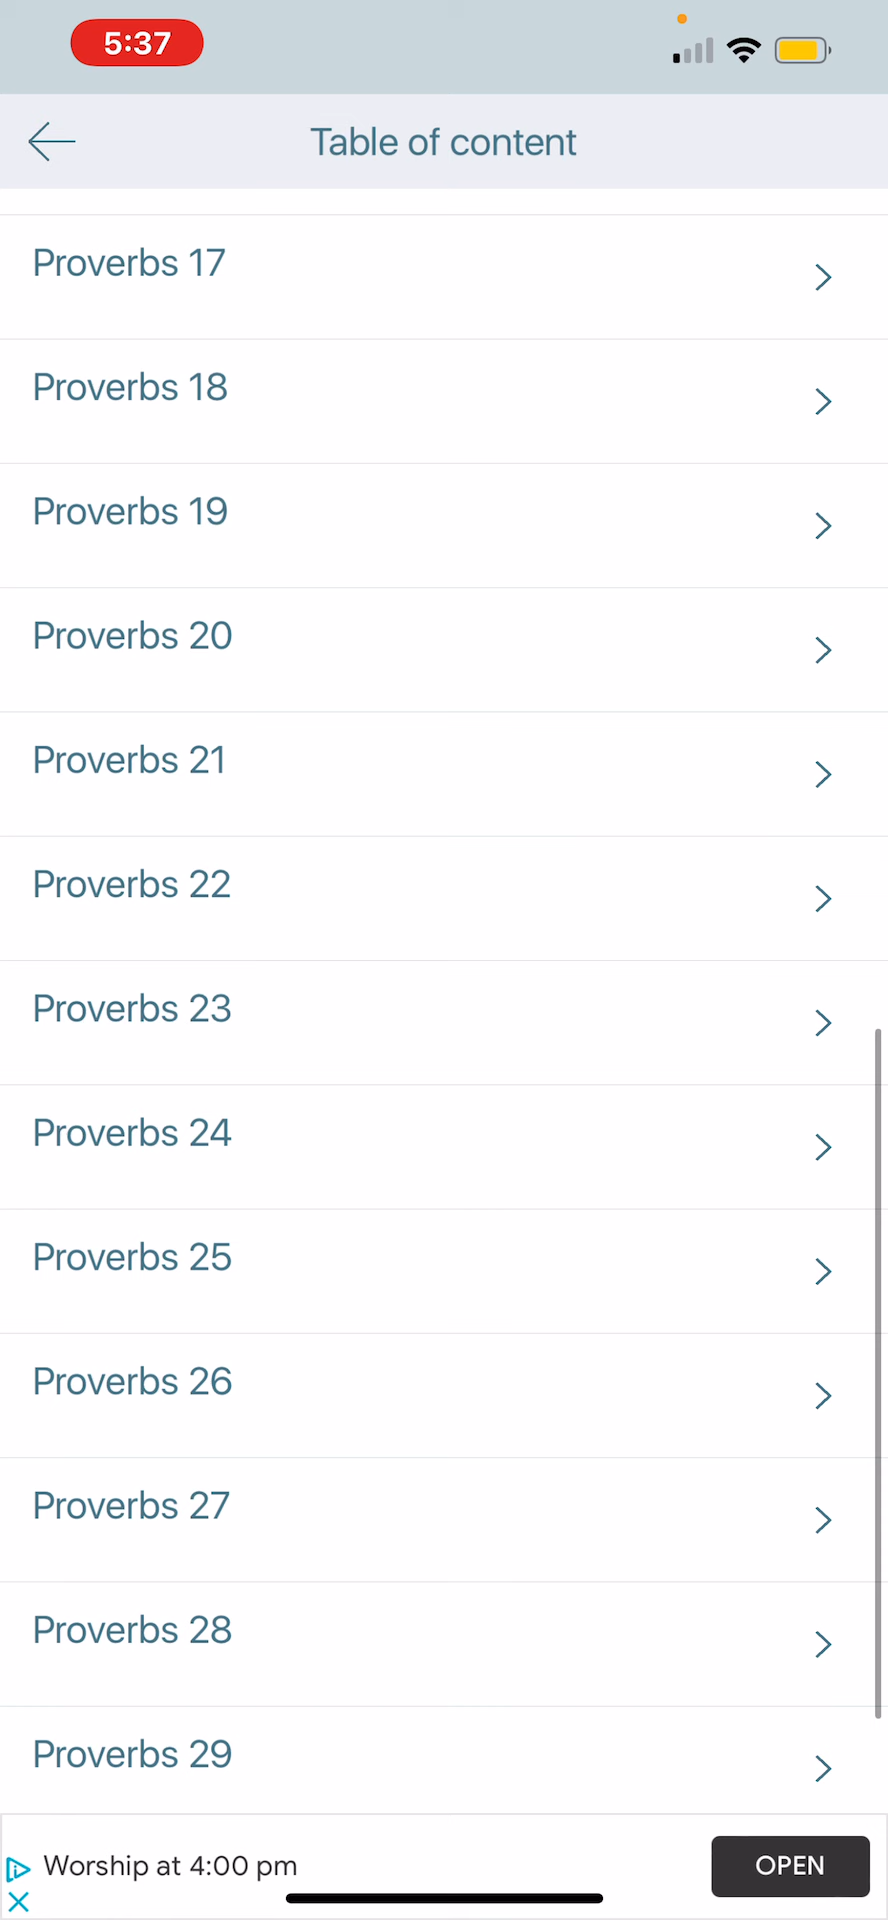 5:37
Table of content
Proverbs 17
Proverbs 18
Proverbs 19
Proverbs 20
Proverbs 21
Proverbs 22
Proverbs 23
Proverbs 24
Proverbs 25
Proverbs 26
Proverbs 27
Proverbs 28
Proverbs 29
Worship at 4:00 pm
OPEN